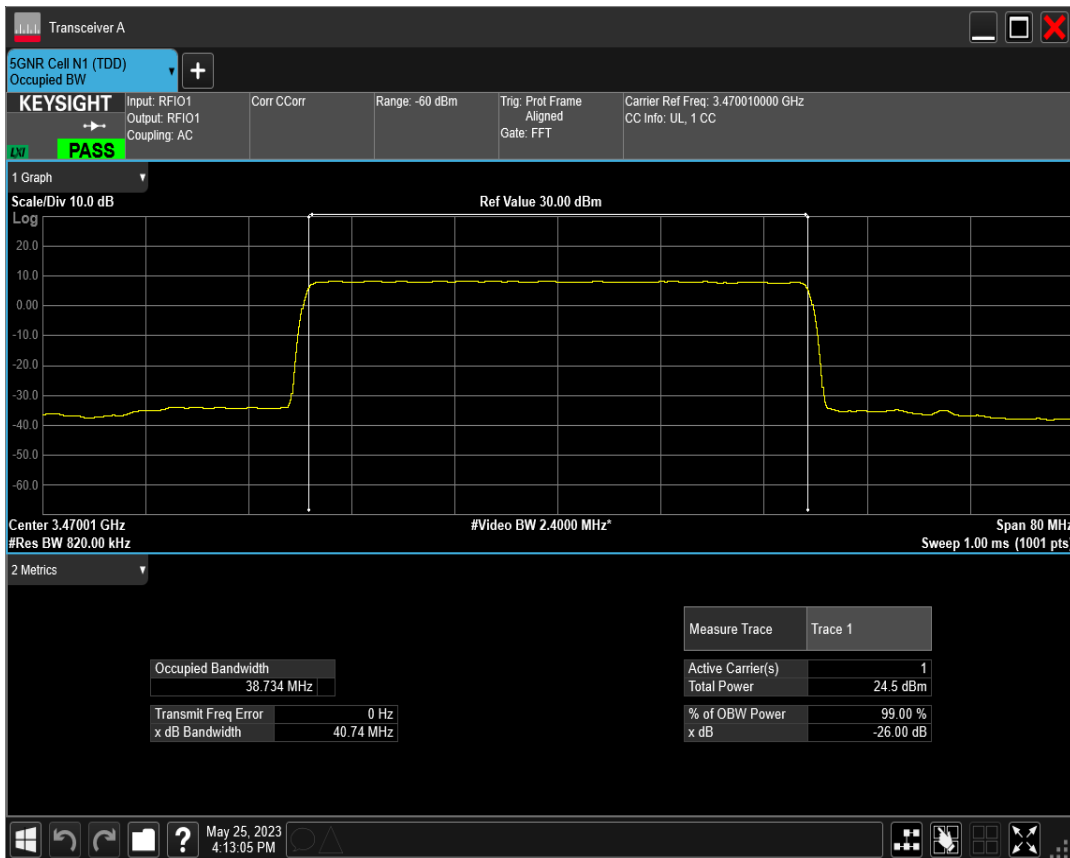 Transceiver A
5GNR Cell N1 (TDD)
Occupied BW
KEYSIGHT
LXI
PASS
Input: RFIO1
Output: RFIO1
Coupling: AC
Corr CCorr
Range: -60 dBm
Trig: Prot Frame
Aligned
Gate: FFT
Carrier Ref Freq: 3.470010000 GHz
CC Info: UL, 1 CC
1 Graph
Scale/Div 10.0 dB
Ref Value 30.00 dBm
Log
20.0
10.0
0.00
-10.0
-20.0
-30.0
-40.0
-50.0
-60.0
Center 3.47001 GHz
#Video BW 2.4000 MHz*
Span 80 MHz
#Res BW 820.00 kHz
Sweep 1.00 ms (1001 pts)
2 Metrics
Measure Trace Trace 1
Occupied Bandwidth
38.734 MHz
Active Carrier(s) 1
Total Power 24.5 dBm
Transmit Freq Error 0 Hz
x dB Bandwidth 40.74 MHz
% of OBW Power 99.00 %
x dB -26.00 dB
?
May 25, 2023
4:13:05 PM